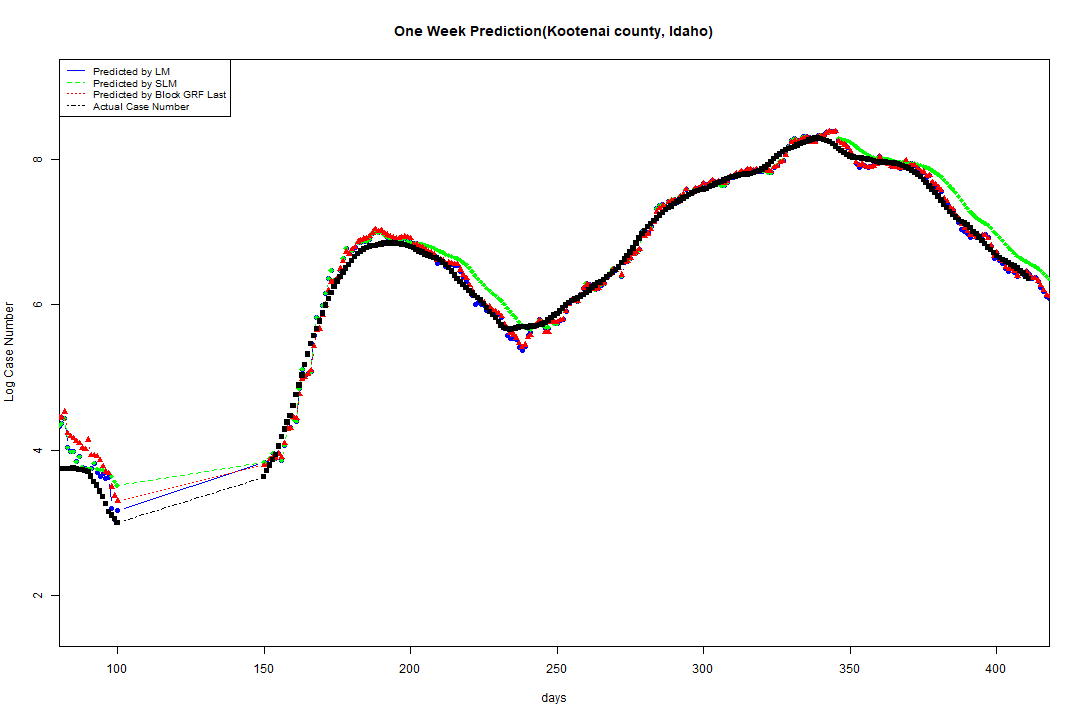 One Week Prediction(Kootenai county, Idaho)
Predicted by LM
Predicted by SLM
Predicted by Block GRF Last
Actual Case Number
8
6
4
2
Log Case Number
100 150 200 250 300 350 400
days